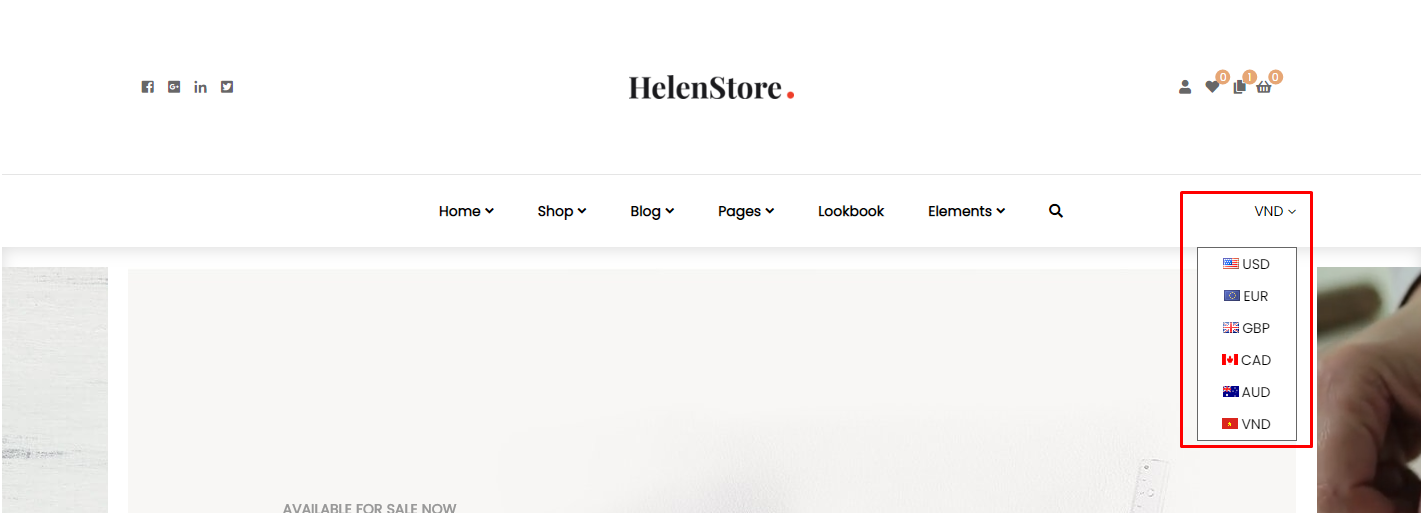 HelenStore.
0 1 0
Home Shop Blog Pages Lookbook Elements VND
USD
EUR
GBP
CAD
AUD
VND
AVAILABLE FOR SALE NOW